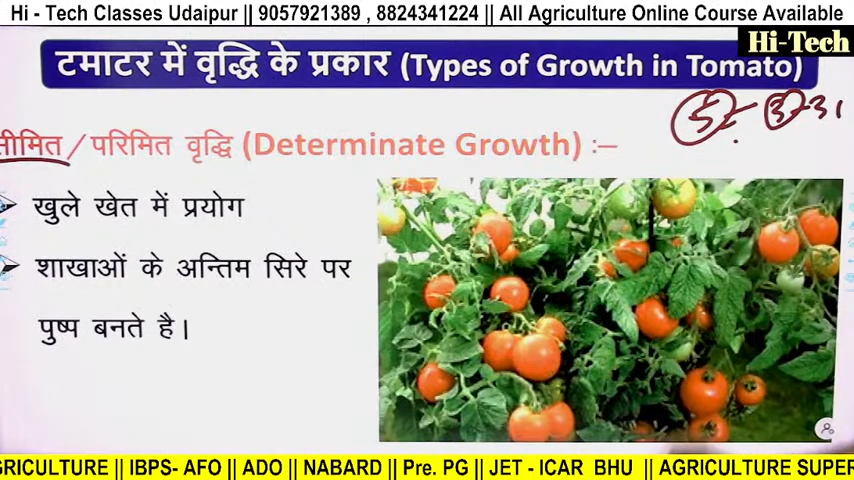 Hi - Tech Classes Udaipur || 9057921389 , 8824341224 || All Agriculture Online Course Available
Hi-Tech
टमाटर में वृद्धि के प्रकार (Types of Growth in Tomato)
सीमित / परिमित वृद्धि (Determinate Growth) :–
खुले खेत में प्रयोग
शाखाओं के अन्तिम सिरे पर
पुष्प बनते है।
AGRICULTURE || IBPS- AFO || ADO || NABARD || Pre. PG || JET - ICAR BHU || AGRICULTURE SUPER